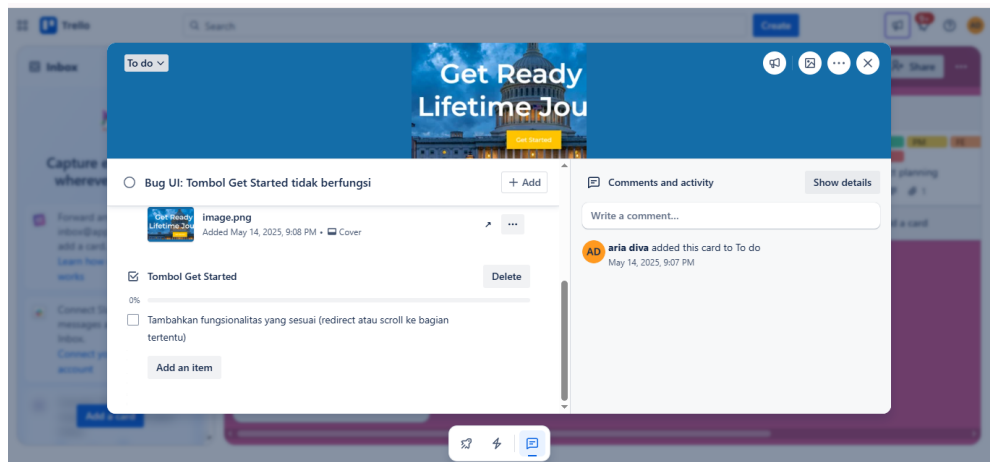 Trello
Search
Create
9+
Inbox
Share
To do
Get Ready
Lifetime Jou
Get Started
Bug UI: Tombol Get Started tidak berfungsi
+ Add
image.png
Added May 14, 2025, 9:08 PM • Cover
Tombol Get Started
Delete
0%
Tambahkan fungsionalitas yang sesuai (redirect atau scroll ke bagian
tertentu)
Add an item
Comments and activity
Show details
Write a comment...
AD
aria diva added this card to To do
May 14, 2025, 9:07 PM
Capture
wherev
Forward
inbox@
add a card
Learn how
works
Connect
messages
Inbox.
Connect
account
Add a card
planning